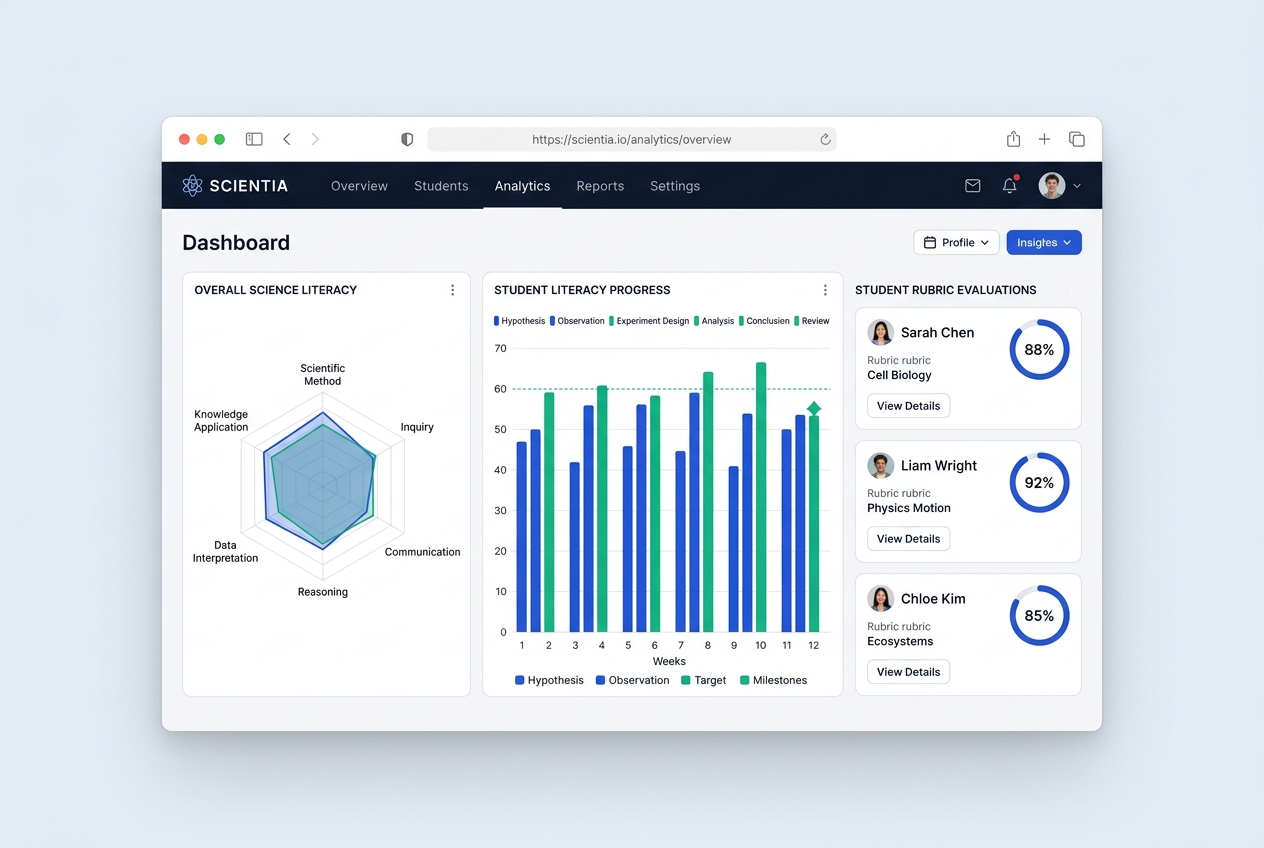 https://scientia.io/analytics/overview
SCIENTIA Overview Students Analytics Reports Settings
Dashboard
Profile
Insigĥes
OVERALL SCIENCE LITERACY
Scientific
Method
Knowledge
Application
Inquiry
Data
Interpretation
Communication
Reasoning
STUDENT LITERACY PROGRESS
Hypothesis Observation Experiment Design Analysis Conclusion Review
70
60
50
40
30
20
10
0
1 2 3 4 5 6 7 8 9 10 11 12
Weeks
Hypothesis Observation Target Milestones
STUDENT RUBRIC EVALUATIONS
Sarah Chen
88%
Rubric rubric
Cell Biology
View Details
Liam Wright
92%
Rubric rubric
Physics Motion
View Details
Chloe Kim
85%
Rubric rubric
Ecosystems
View Details